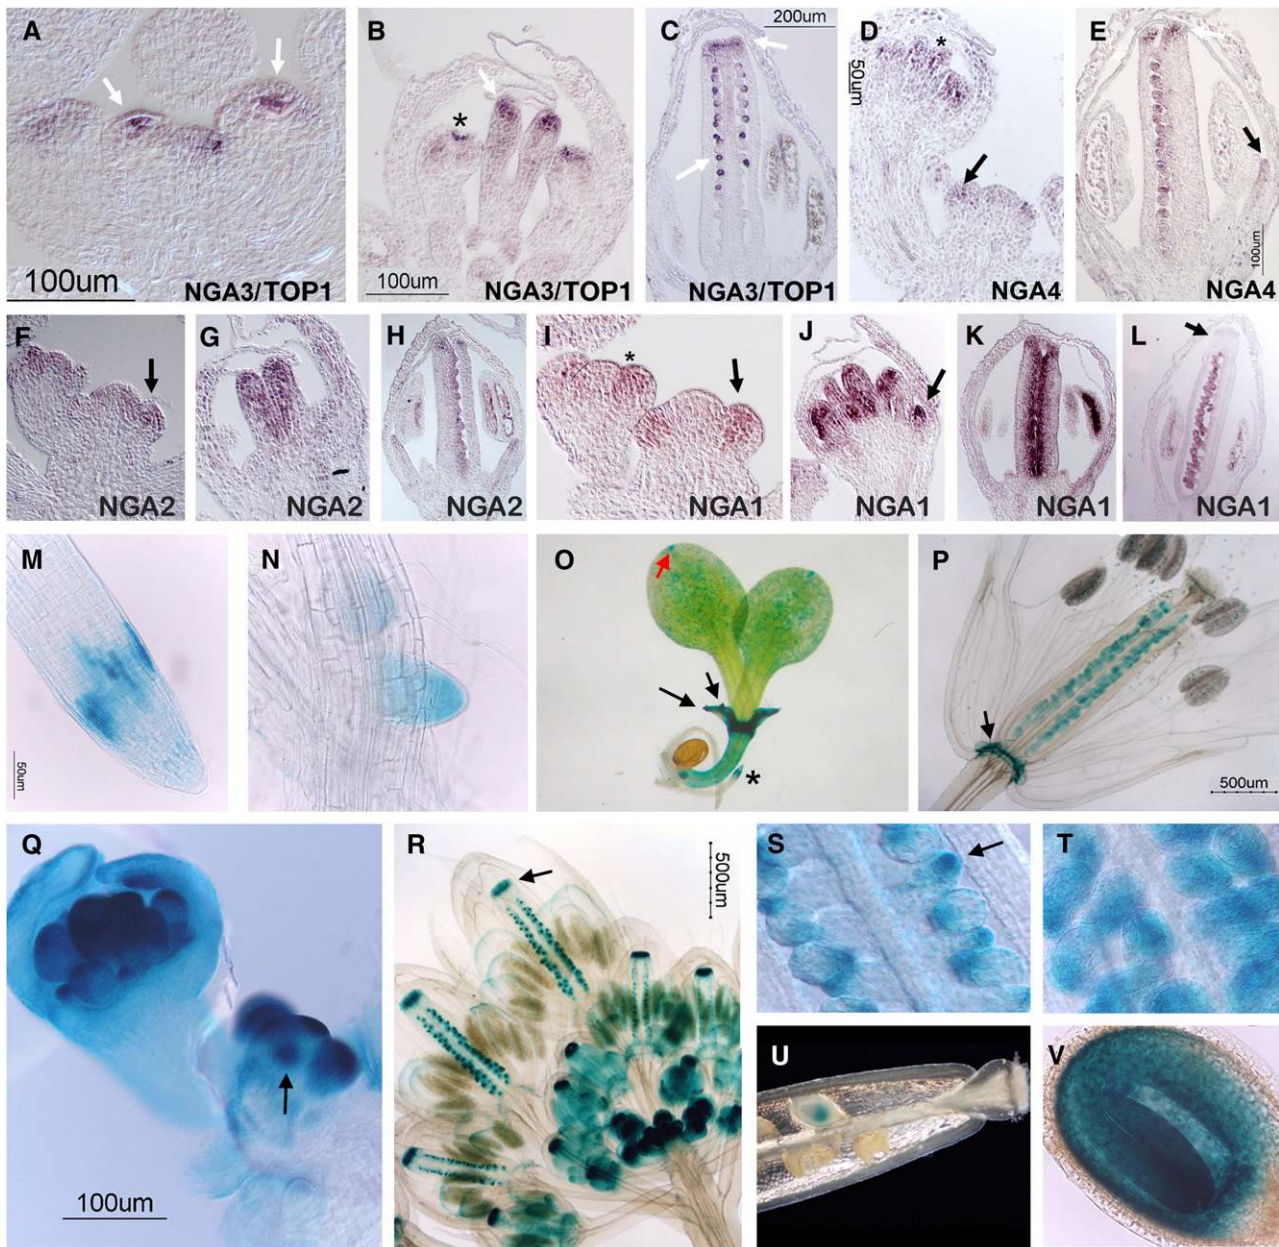 A
B
C
200um
D
E
*
*
50um
100um
100um
100um
NGA3/TOP1
NGA3/TOP1
NGA3/TOP1
NGA4
NGA4
F
G
H
I
*
J
K
L
NGA2
NGA2
NGA2
NGA1
NGA1
NGA1
NGA1
M
N
O
P
50um
*
500um
Q
R
500um
S
T
100um
U
V